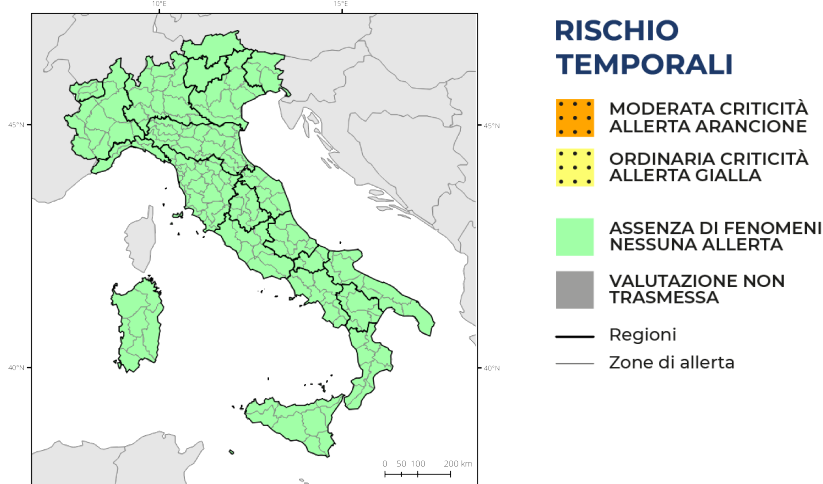 10°E
15°E
45°N
45°N
40°N
40°N
0 50 100 200 km
RISCHIO
TEMPORALI
MODERATA CRITICITÀ
ALLERTA ARANCIONE
ORDINARIA CRITICITÀ
ALLERTA GIALLA
ASSENZA DI FENOMENI
NESSUNA ALLERTA
VALUTAZIONE NON
TRASMESSA
Regioni
Zone di allerta